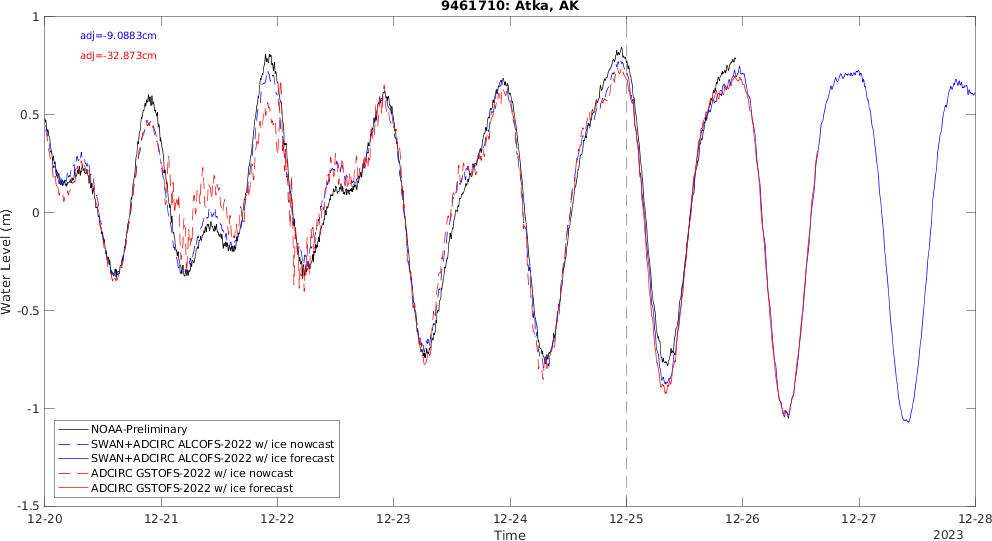 9461710: Atka, AK
adj=-9.0883cm
adj=-32.873cm
Water Level (m)
1
0.5
0
-0.5
-1
-1.5
NOAA-Preliminary
SWAN+ADCIRC ALCOFS-2022 w/ ice nowcast
SWAN+ADCIRC ALCOFS-2022 w/ ice forecast
ADCIRC GSTOFS-2022 w/ ice nowcast
ADCIRC GSTOFS-2022 w/ ice forecast
12-20 12-21 12-22 12-23 12-24 12-25 12-26 12-27 12-28
Time
2023